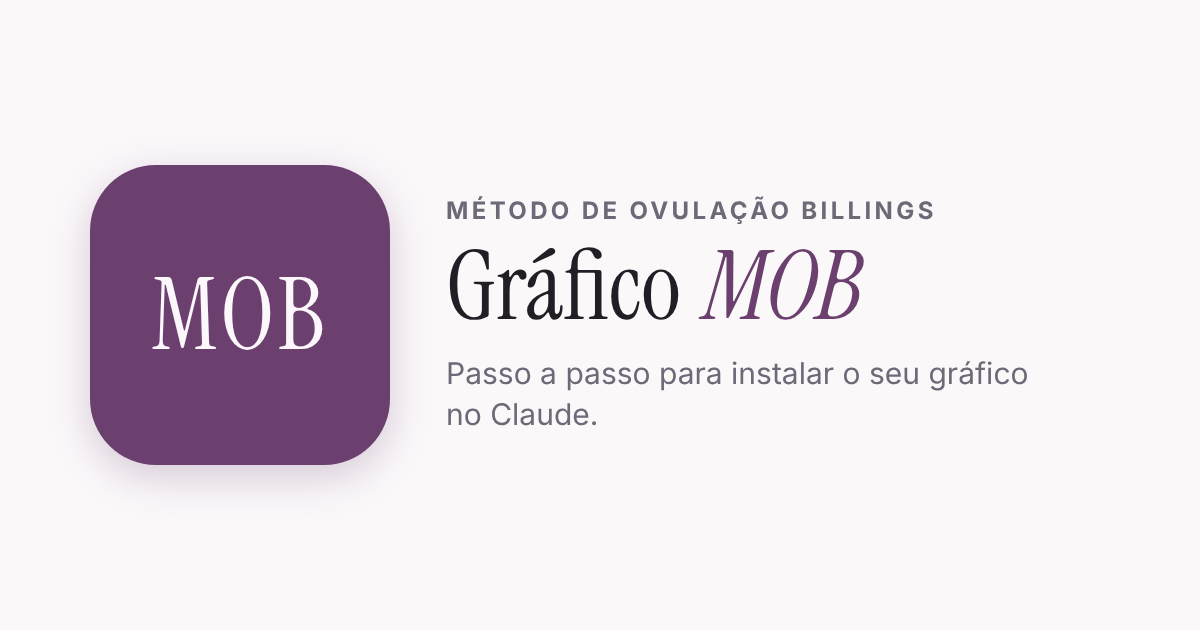 MOB
MÉTODO DE OVULAÇÃO BILLINGS
Gráfico MOB
Passo a passo para instalar o seu gráfico
no Claude.